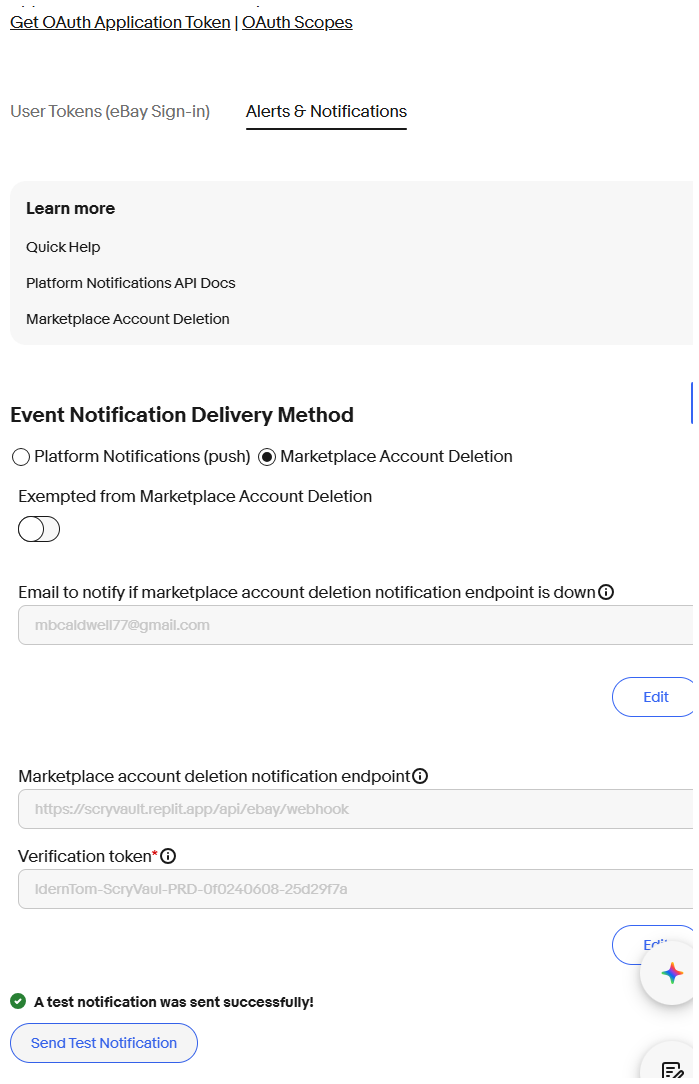 Get OAuth Application Token | OAuth Scopes
User Tokens (eBay Sign-in) Alerts & Notifications
Learn more
Quick Help
Platform Notifications API Docs
Marketplace Account Deletion
Event Notification Delivery Method
Platform Notifications (push) Marketplace Account Deletion
Exempted from Marketplace Account Deletion
Email to notify if marketplace account deletion notification endpoint is down
mbcaldwell77@gmail.com
Edit
Marketplace account deletion notification endpoint
https://scryvault.replit.app/api/ebay/webhook
Verification token*
IdernTom-ScryVaul-PRD-0f0240608-25d29f7a
Edit
A test notification was sent successfully!
Send Test Notification